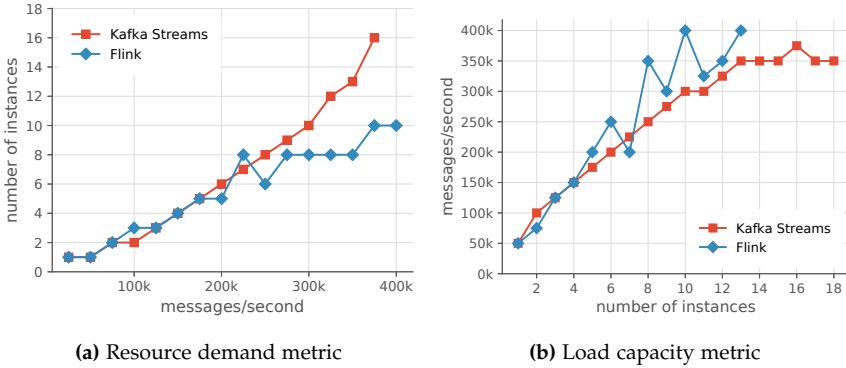 18
16
14
12
10
8
6
4
2
0
number of instances
Kafka Streams
Flink
100k
200k
300k
400k
messages/second
(a) Resource demand metric
400k
350k
300k
250k
200k
150k
100k
50k
0k
messages/second
Kafka Streams
Flink
2
4
6
8
10
12
14
16
18
number of instances
(b) Load capacity metric